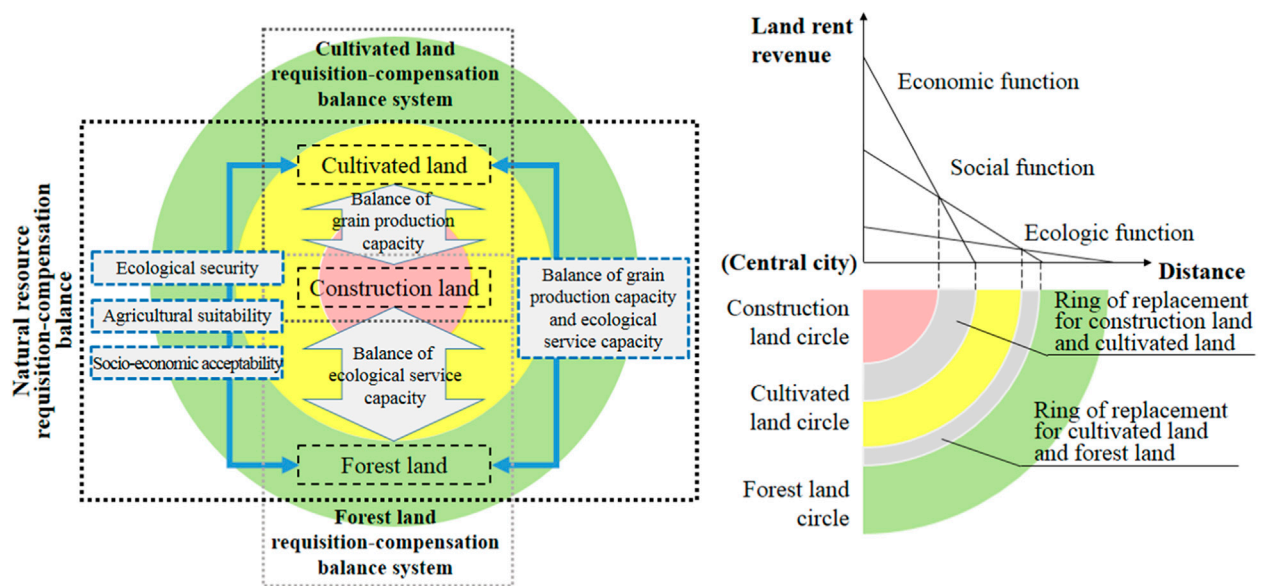 Cultivated land
requisition-compensation
balance system
Natural resource
requisition-compensation
balance
Cultivated land
Balance of
grain production
capacity
Ecological security
Agricultural suitability
Socio-economic acceptability
Construction land
Balance of grain
production capacity
and ecological
service capacity
Balance of
ecological service
capacity
Forest land
Forest land
requisition-compensation
balance system
Land rent
revenue
Economic function
Social function
Ecologic function
(Central city)
Distance
Construction
land circle
Cultivated
land circle
Forest land
circle
Ring of replacement
for construction land
and cultivated land
Ring of replacement
for cultivated land
and forest land